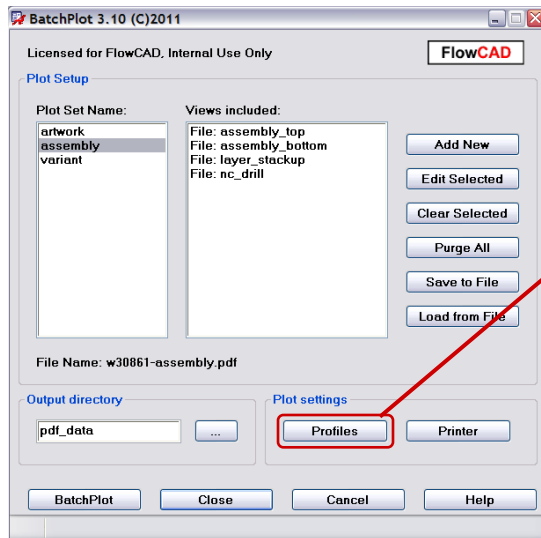 BatchPlot 3.10 (C)2011
Licensed for FlowCAD, Internal Use Only
FlowCAD
Plot Setup
Plot Set Name:
Views included:
artwork
assembly
variant
File: assembly_top
File: assembly_bottom
File: layer_stackup
File: nc_drill
Add New
Edit Selected
Clear Selected
Purge All
Save to File
Load from File
File Name: w30861-assembly.pdf
Output directory
pdf_data
...
Plot settings
Profiles
Printer
BatchPlot
Close
Cancel
Help